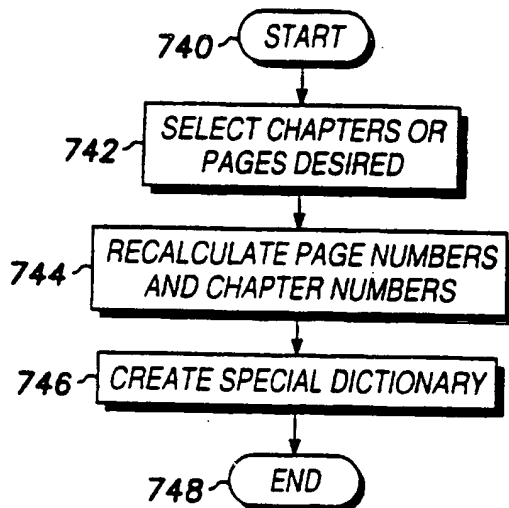 740 START
742 SELECT CHAPTERS OR
PAGES DESIRED
744 RECALCULATE PAGE NUMBERS
AND CHAPTER NUMBERS
746 CREATE SPECIAL DICTIONARY
748 END